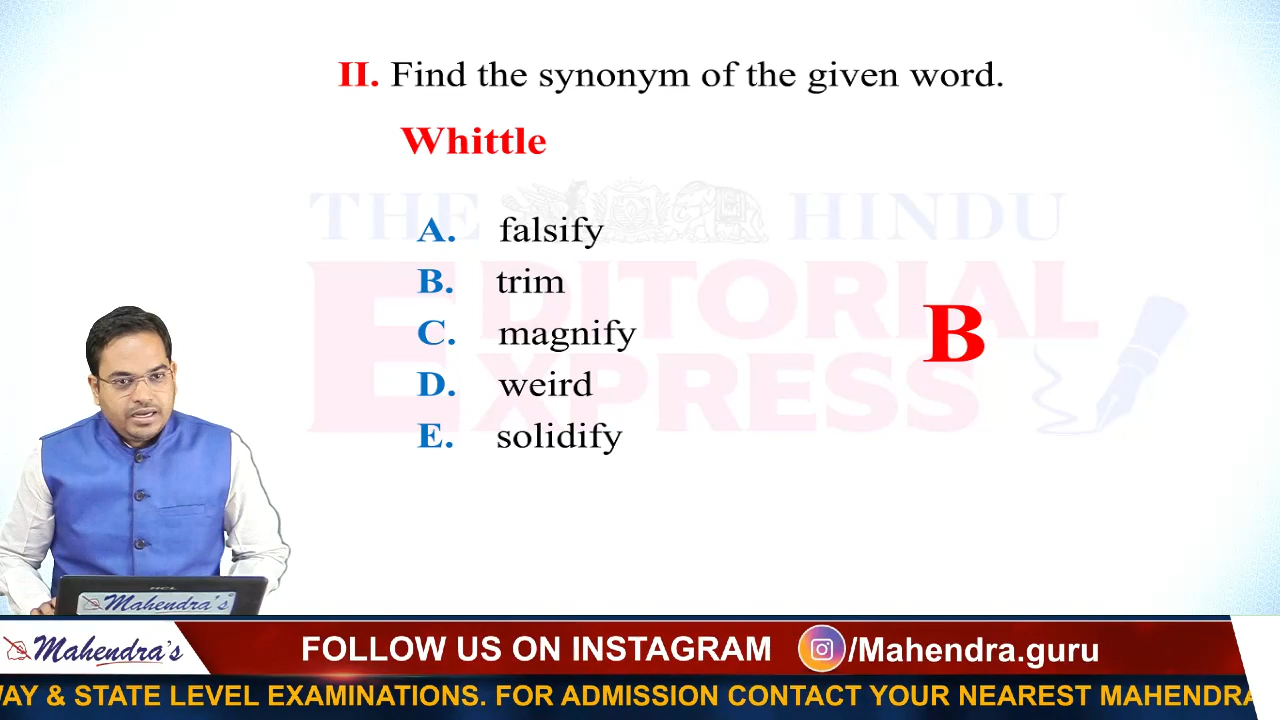 II. Find the synonym of the given word.
Whittle
THE HINDU
EDITORIAL
EXPRESS
A. falsify
B. trim
C. magnify
D. weird
E. solidify
B
HCL
Mahendra's
Mahendra's
FOLLOW US ON INSTAGRAM /Mahendra.guru
WAY & STATE LEVEL EXAMINATIONS. FOR ADMISSION CONTACT YOUR NEAREST MAHENDRA